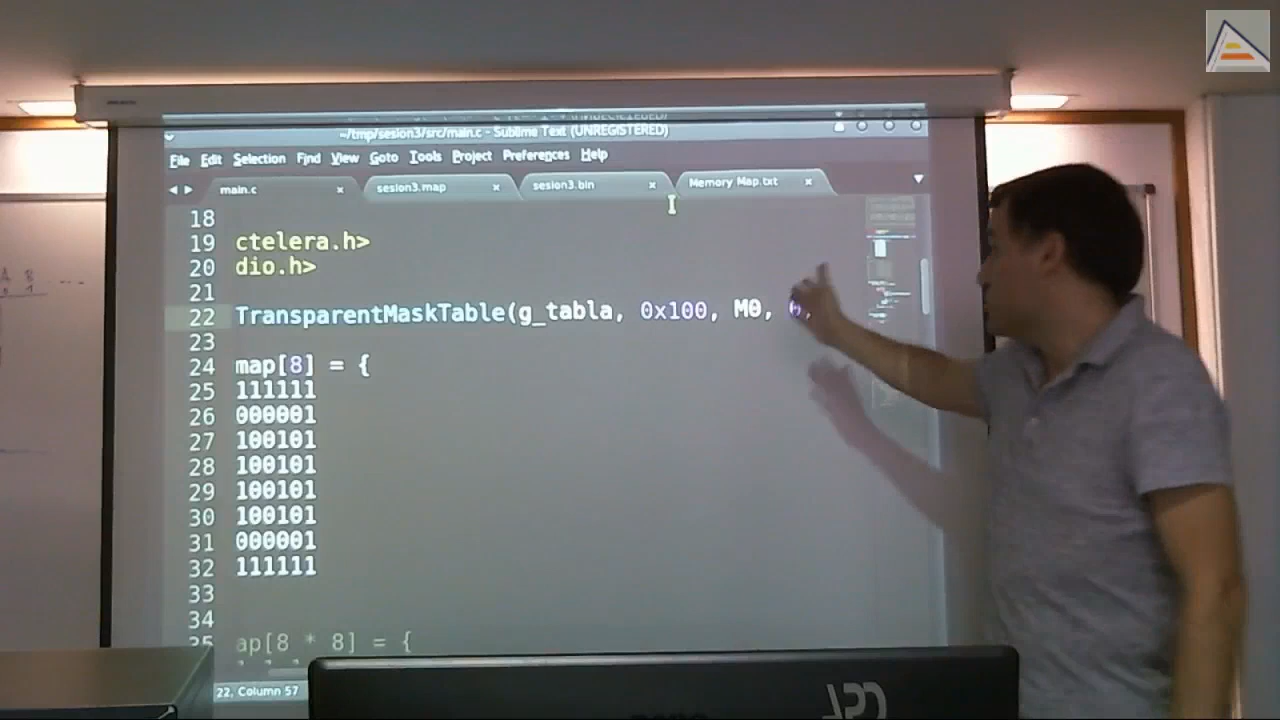 ~/tmp/sesion3/src/main.c - Sublime Text (UNREGISTERED)
File Edit Selection Find View Goto Tools Project Preferences Help
main.c × sesion3.map × sesion3.bin × Memory Map.txt ×
18
19 ctelera.h>
20 dio.h>
21
22 TransparentMaskTable(g_tabla, 0x100, M0, 0,
23
24 map[8] = {
25 111111
26 000001
27 100101
28 100101
29 100101
30 100101
31 000001
32 111111
33
34
35 ap[8 * 8] = {
22, Column 57